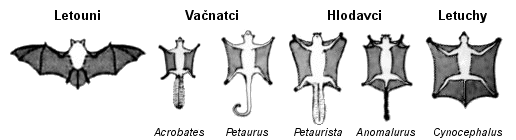 Letouni Vačnatci Hlodavci Letuchy
Acrobates Petaurus Petaurista Anomalurus Cynocephalus